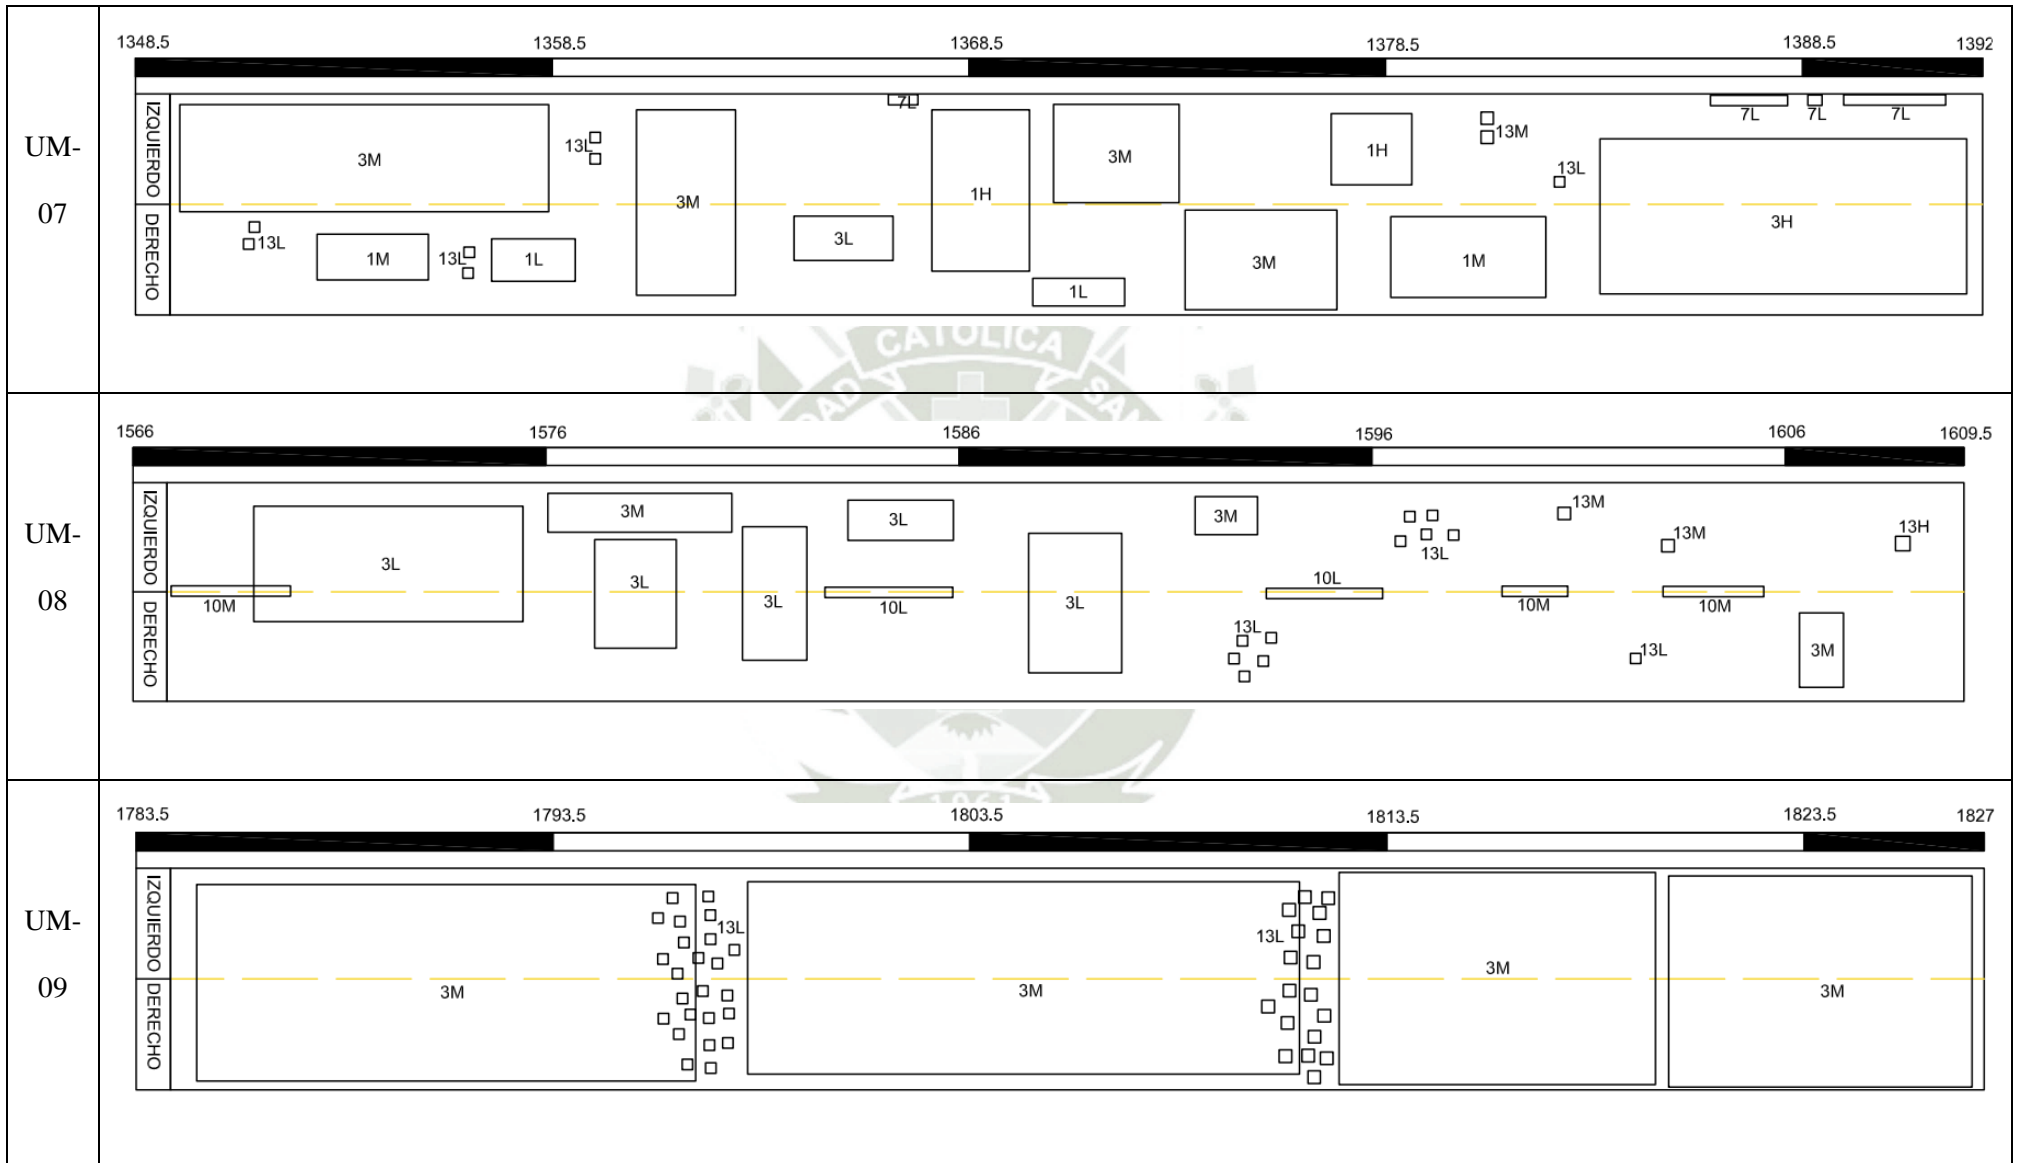 UM-
07
1348.5 1358.5 1368.5 1378.5 1388.5 1392
IZQUIERDO
DERECHO
7L 7L 7L 7L
3M 13L 3M 1H 3M 1H 13M 13L
13L 1M 13L 1L 3L 1L 3M 1M 3H
CATOLICA
DAD SAN
UM-
08
1566 1576 1586 1596 1606 1609.5
IZQUIERDO
DERECHO
3M 3L 3M 13M 13M 13H
3L 3L 3L 3L 13L
10M 10L 10L 10M 10M
13L 13L 3M
1961
UM-
09
1783.5 1793.5 1803.5 1813.5 1823.5 1827
IZQUIERDO
DERECHO
13L 13L
3M 3M 3M 3M